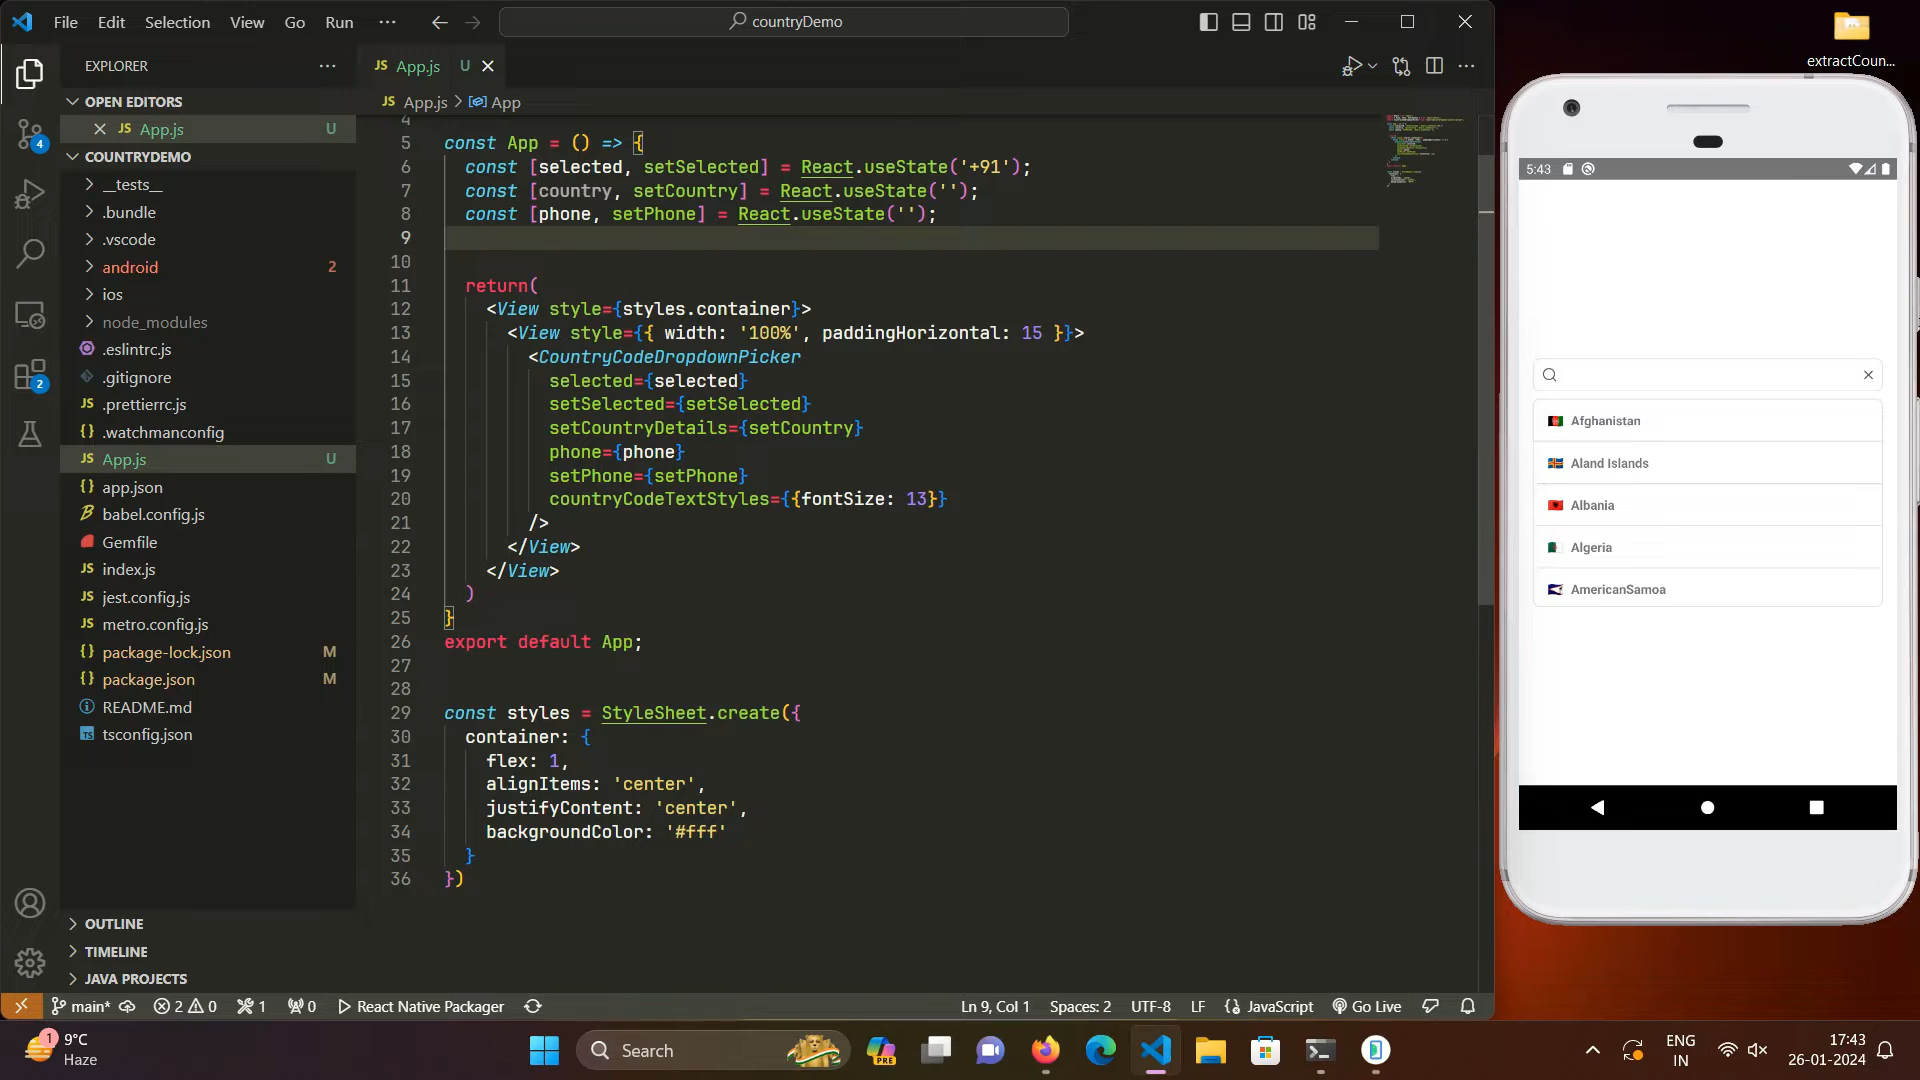 File Edit Selection View Go Run ··· countryDemo
extractCoun...
EXPLORER
OPEN EDITORS
JS App.js U
COUNTRYDEMO
__tests__
.bundle
.vscode
android 2
ios
node_modules
.eslintrc.js
.gitignore
JS .prettierrc.js
{} .watchmanconfig
JS App.js U
{} app.json
babel.config.js
Gemfile
JS index.js
JS jest.config.js
JS metro.config.js
{} package-lock.json M
{} package.json M
README.md
TS tsconfig.json
OUTLINE
TIMELINE
JAVA PROJECTS
4
2
JS App.js U
JS App.js > App
4
5 const App = () => {
6 const [selected, setSelected] = React.useState('+91');
7 const [country, setCountry] = React.useState('');
8 const [phone, setPhone] = React.useState('');
9
10
11 return(
12 <View style={styles.container}>
13 <View style={{ width: '100%', paddingHorizontal: 15 }}>
14 <CountryCodeDropdownPicker
15 selected={selected}
16 setSelected={setSelected}
17 setCountryDetails={setCountry}
18 phone={phone}
19 setPhone={setPhone}
20 countryCodeTextStyles={{fontSize: 13}}
21 />
22 </View>
23 </View>
24 )
25 }
26 export default App;
27
28
29 const styles = StyleSheet.create({
30 container: {
31 flex: 1,
32 alignItems: 'center',
33 justifyContent: 'center',
34 backgroundColor: '#fff'
35 }
36 })
5:43
Afghanistan
Aland Islands
Albania
Algeria
AmericanSamoa
main* 2 0 1 0 React Native Packager
Ln 9, Col 1 Spaces: 2 UTF-8 LF {} JavaScript Go Live
1
9°C
Haze
Search
PRE
ENG
IN
17:43
26-01-2024